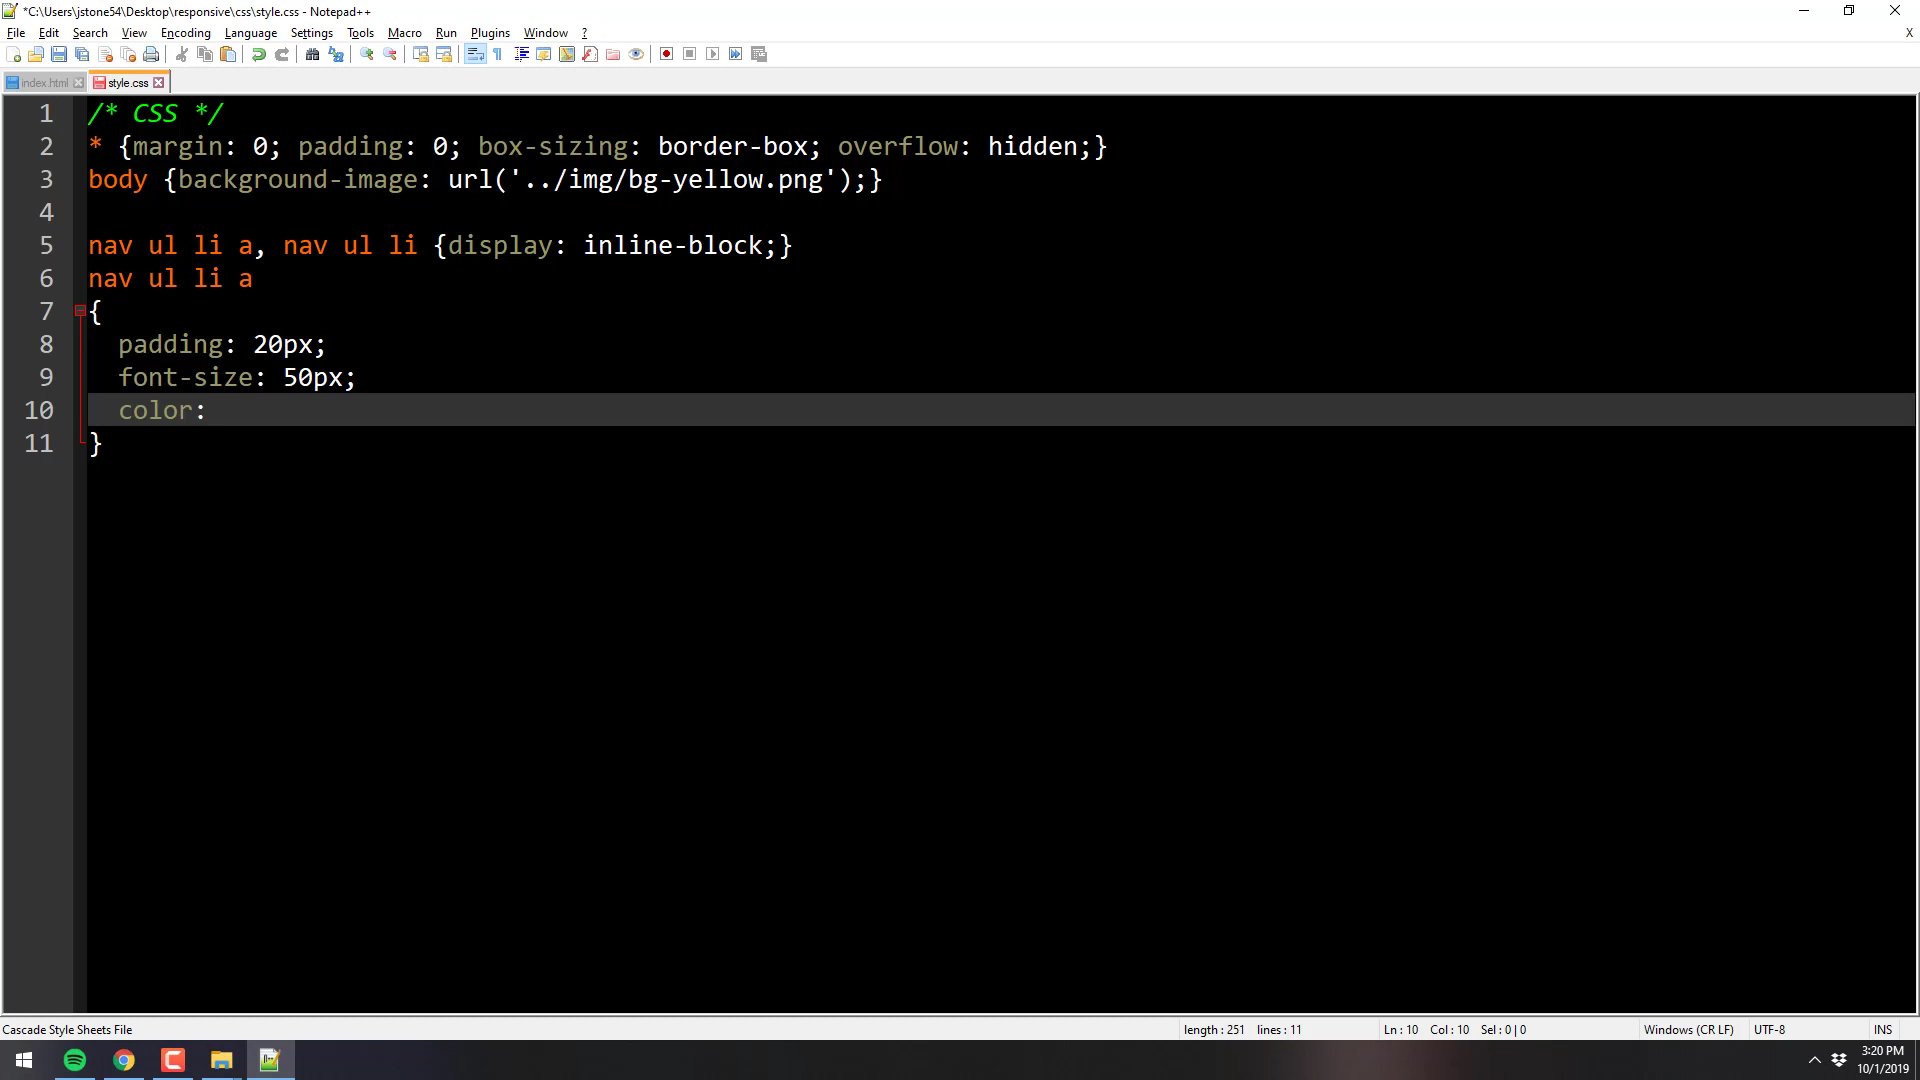 *C:\Users\jstone54\Desktop\responsive\css\style.css - Notepad++
File Edit Search View Encoding Language Settings Tools Macro Run Plugins Window ? X
index.html style.css
1 /* CSS */
2 * {margin: 0; padding: 0; box-sizing: border-box; overflow: hidden;}
3 body {background-image: url('../img/bg-yellow.png');}
4
5 nav ul li a, nav ul li {display: inline-block;}
6 nav ul li a
7 {
8 padding: 20px;
9 font-size: 50px;
10 color:
11 }
Cascade Style Sheets File length : 251 lines : 11 Ln : 10 Col : 10 Sel : 0 | 0 Windows (CR LF) UTF-8 INS
3:20 PM
10/1/2019